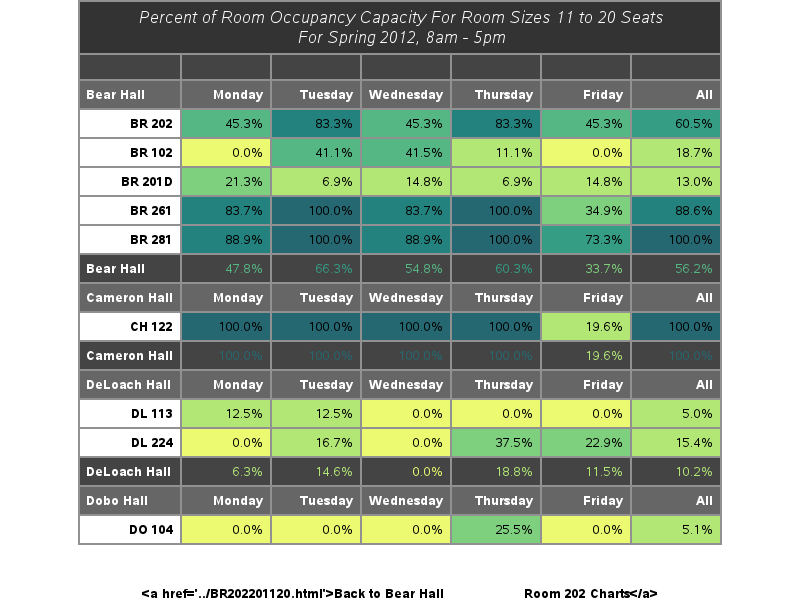 Percent of Room Occupancy Capacity For Room Sizes 11 to 20 Seats
For Spring 2012, 8am - 5pm
Bear Hall Monday Tuesday Wednesday Thursday Friday All
BR 202 45.3% 83.3% 45.3% 83.3% 45.3% 60.5%
BR 102 0.0% 41.1% 41.5% 11.1% 0.0% 18.7%
BR 201D 21.3% 6.9% 14.8% 6.9% 14.8% 13.0%
BR 261 83.7% 100.0% 83.7% 100.0% 34.9% 88.6%
BR 281 88.9% 100.0% 88.9% 100.0% 73.3% 100.0%
Bear Hall 47.8% 66.3% 54.8% 60.3% 33.7% 56.2%
Cameron Hall Monday Tuesday Wednesday Thursday Friday All
CH 122 100.0% 100.0% 100.0% 100.0% 19.6% 100.0%
Cameron Hall 100.0% 100.0% 100.0% 100.0% 19.6% 100.0%
DeLoach Hall Monday Tuesday Wednesday Thursday Friday All
DL 113 12.5% 12.5% 0.0% 0.0% 0.0% 5.0%
DL 224 0.0% 16.7% 0.0% 37.5% 22.9% 15.4%
DeLoach Hall 6.3% 14.6% 0.0% 18.8% 11.5% 10.2%
Dobo Hall Monday Tuesday Wednesday Thursday Friday All
DO 104 0.0% 0.0% 0.0% 25.5% 0.0% 5.1%
<a href='../BR202201120.html'>Back to Bear Hall Room 202 Charts</a>